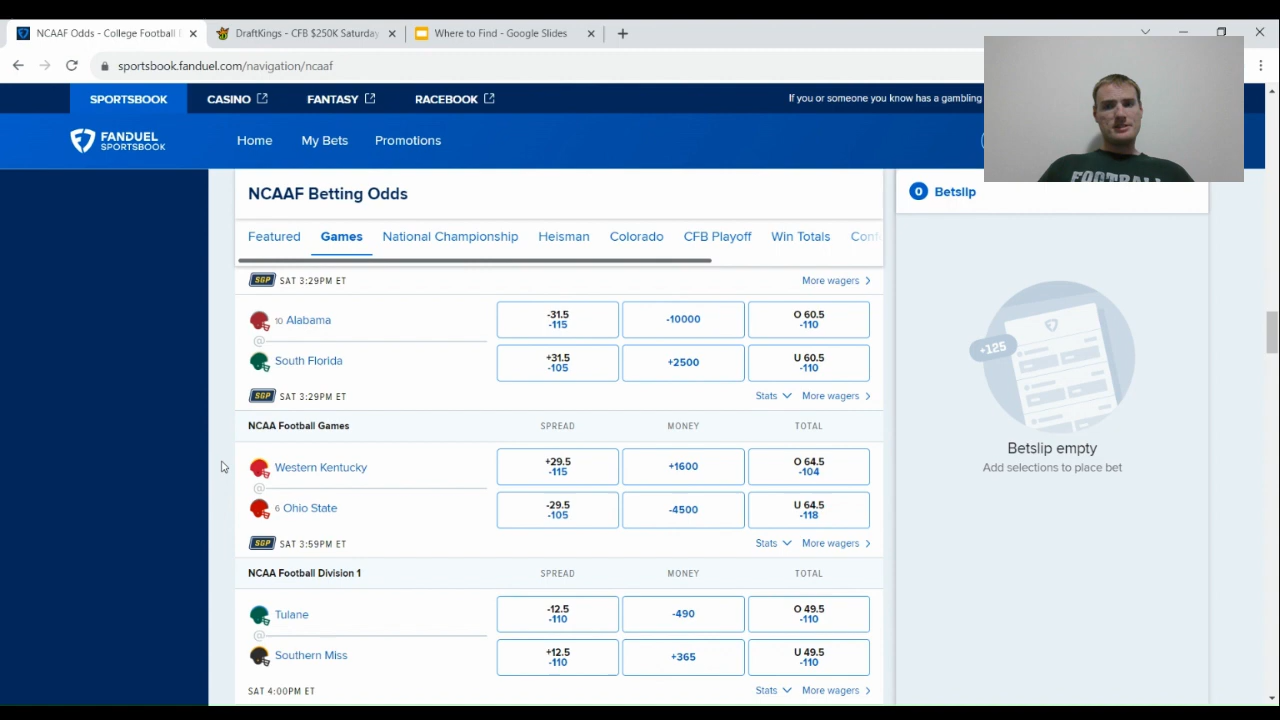 NCAAF Odds - College Football
DraftKings - CFB $250K Saturday
Where to Find - Google Slides
sportsbook.fanduel.com/navigation/ncaaf
SPORTSBOOK CASINO FANTASY RACEBOOK If you or someone you know has a gambling
FANDUEL
SPORTSBOOK
Home My Bets Promotions
FOOTBALL
NCAAF Betting Odds
0 Betslip
Featured Games National Championship Heisman Colorado CFB Playoff Win Totals
SGP SAT 3:29PM ET More wagers
10 Alabama -31.5 -115 -10000 O 60.5 -110
@
South Florida +31.5 -105 +2500 U 60.5 -110
SGP SAT 3:29PM ET Stats More wagers
NCAA Football Games SPREAD MONEY TOTAL
Western Kentucky +29.5 -115 +1600 O 64.5 -104
@
6 Ohio State -29.5 -105 -4500 U 64.5 -118
SGP SAT 3:59PM ET Stats More wagers
NCAA Football Division 1 SPREAD MONEY TOTAL
Tulane -12.5 -110 -490 O 49.5 -110
@
Southern Miss +12.5 -110 +365 U 49.5 -110
SAT 4:00PM ET Stats More wagers
+125
Betslip empty
Add selections to place bet